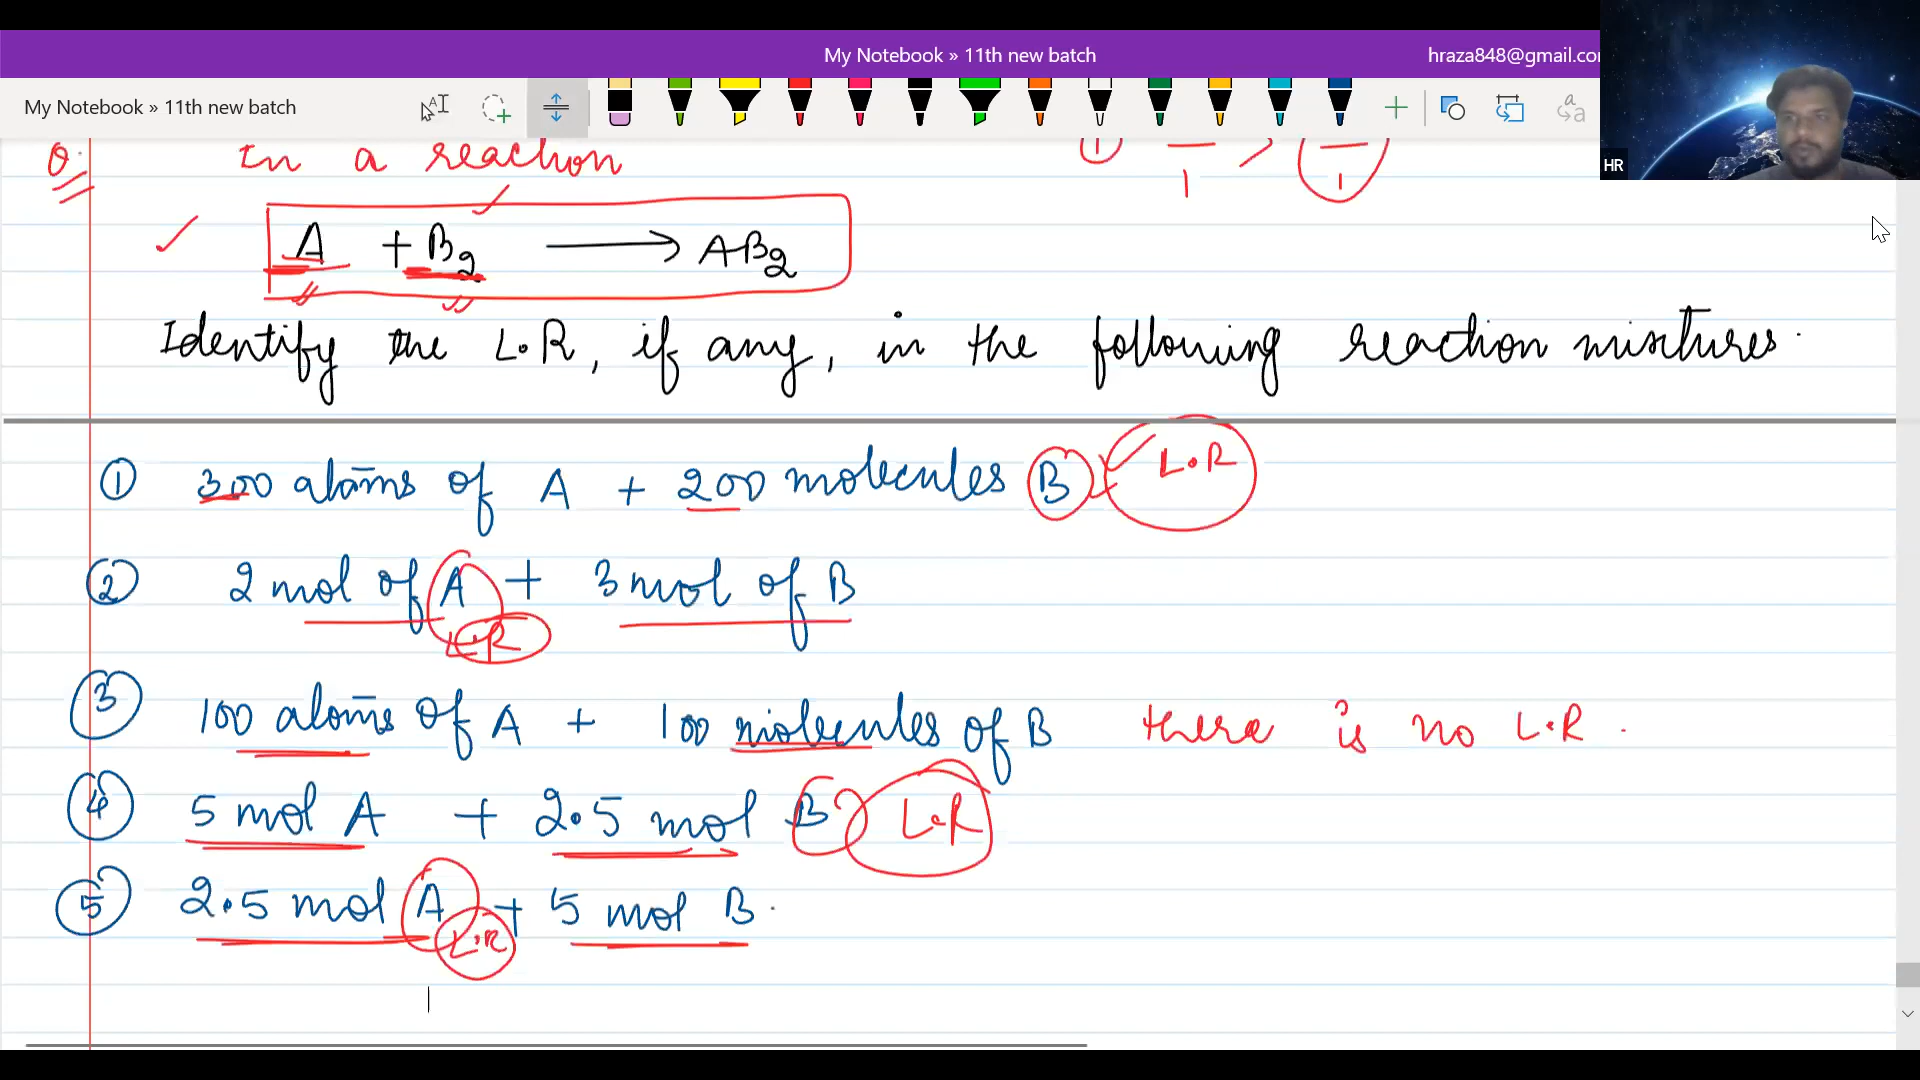 My Notebook » 11th new batch
hraza848@gmail.co
My Notebook » 11th new batch
HR
Q. In a reaction
① 1 > 1
A + B₂ ⟶ AB₂
Identify the L.R, if any, in the following reaction mixtures.
① 300 atoms of A + 200 molecules B L.R
② 2 mol of A + 3 mol of B
L.R
③ 100 atoms of A + 100 molecules of B there is no L.R.
④ 5 mol A + 2.5 mol B L.R
⑤ 2.5 mol A + 5 mol B.
L.R